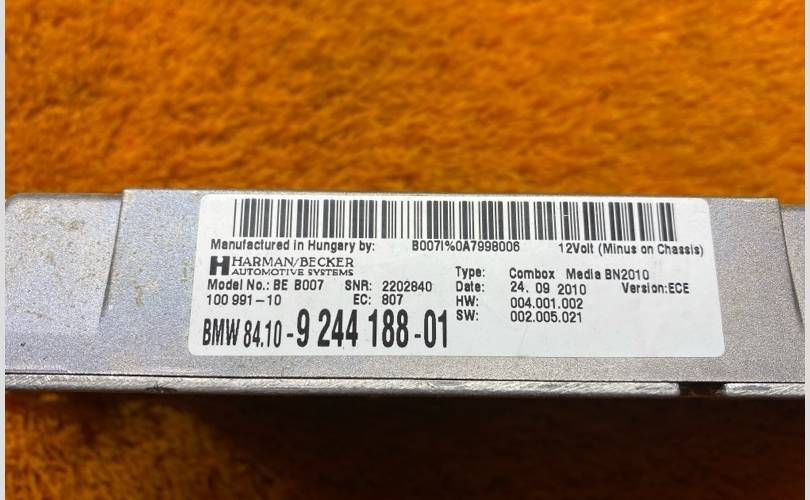 Manufactured in Hungary by: B007I%0A7998006 12Volt (Minus on Chassis)
HARMAN/BECKER
AUTOMOTIVE SYSTEMS
Model No.: BE B007 SNR: 2202840
100 991-10 EC: 807
BMW 84.10-9 244 188-01
Type: Combox Media BN2010
Date: 24. 09 2010 Version:ECE
HW: 004.001.002
SW: 002.005.021